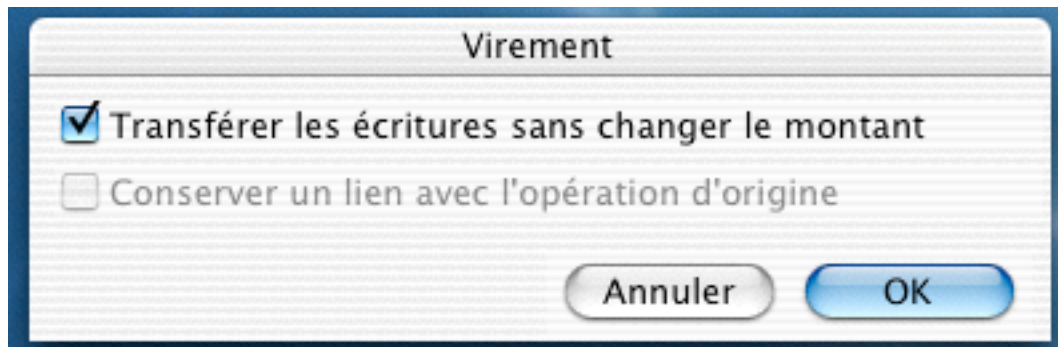 Virement
Transférer les écritures sans changer le montant
Conserver un lien avec l'opération d'origine
Annuler OK